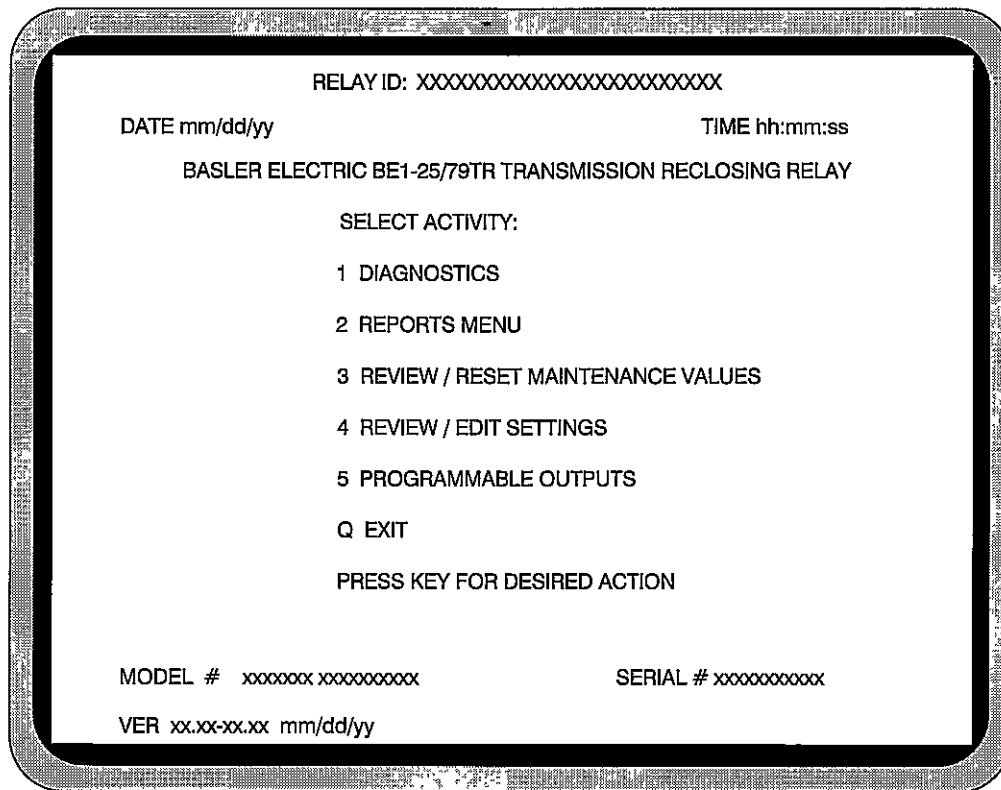 RELAY ID: XXXXXXXXXXXXXXXXXXXXXXXX
DATE mm/dd/yy TIME hh:mm:ss
BASLER ELECTRIC BE1-25/79TR TRANSMISSION RECLOSING RELAY
SELECT ACTIVITY:
1 DIAGNOSTICS
2 REPORTS MENU
3 REVIEW / RESET MAINTENANCE VALUES
4 REVIEW / EDIT SETTINGS
5 PROGRAMMABLE OUTPUTS
Q EXIT
PRESS KEY FOR DESIRED ACTION
MODEL # xxxxxxx xxxxxxxxxx SERIAL # xxxxxxxxxxx
VER xx.xx-xx.xx mm/dd/yy